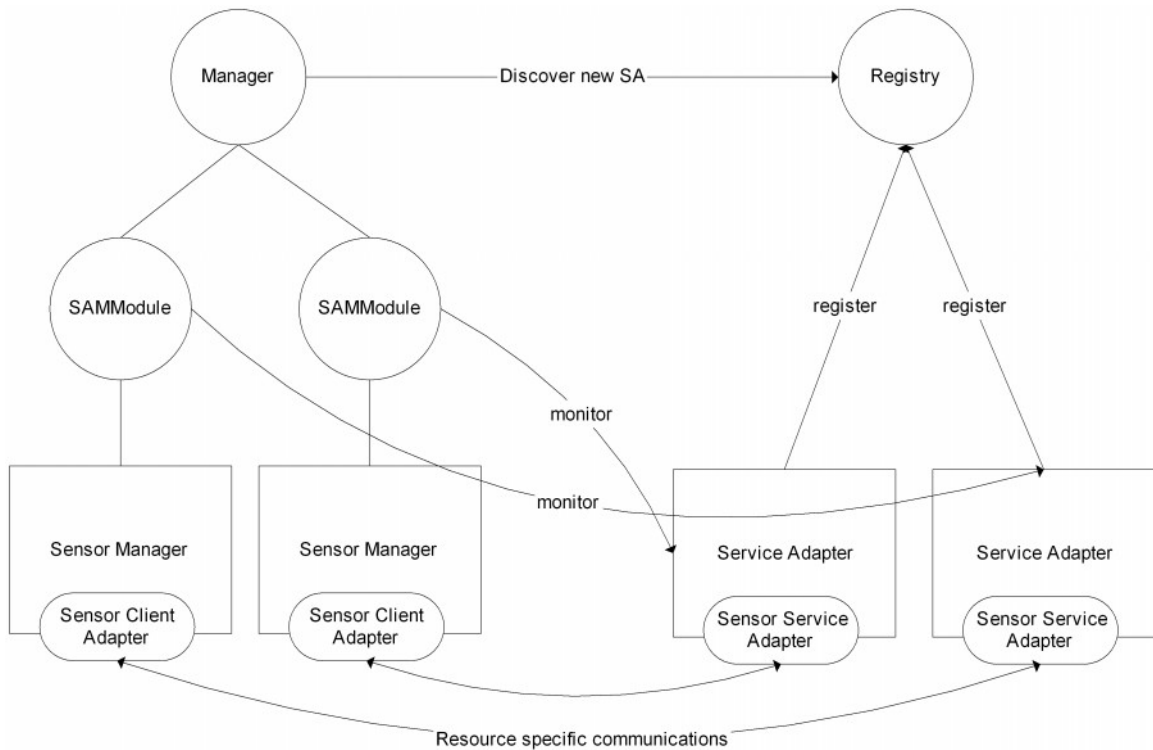 Manager
Discover new SA
Registry
SAMModule
SAMModule
register
register
monitor
monitor
Sensor Manager
Sensor Manager
Service Adapter
Service Adapter
Sensor Client
Adapter
Sensor Client
Adapter
Sensor Service
Adapter
Sensor Service
Adapter
Resource specific communications